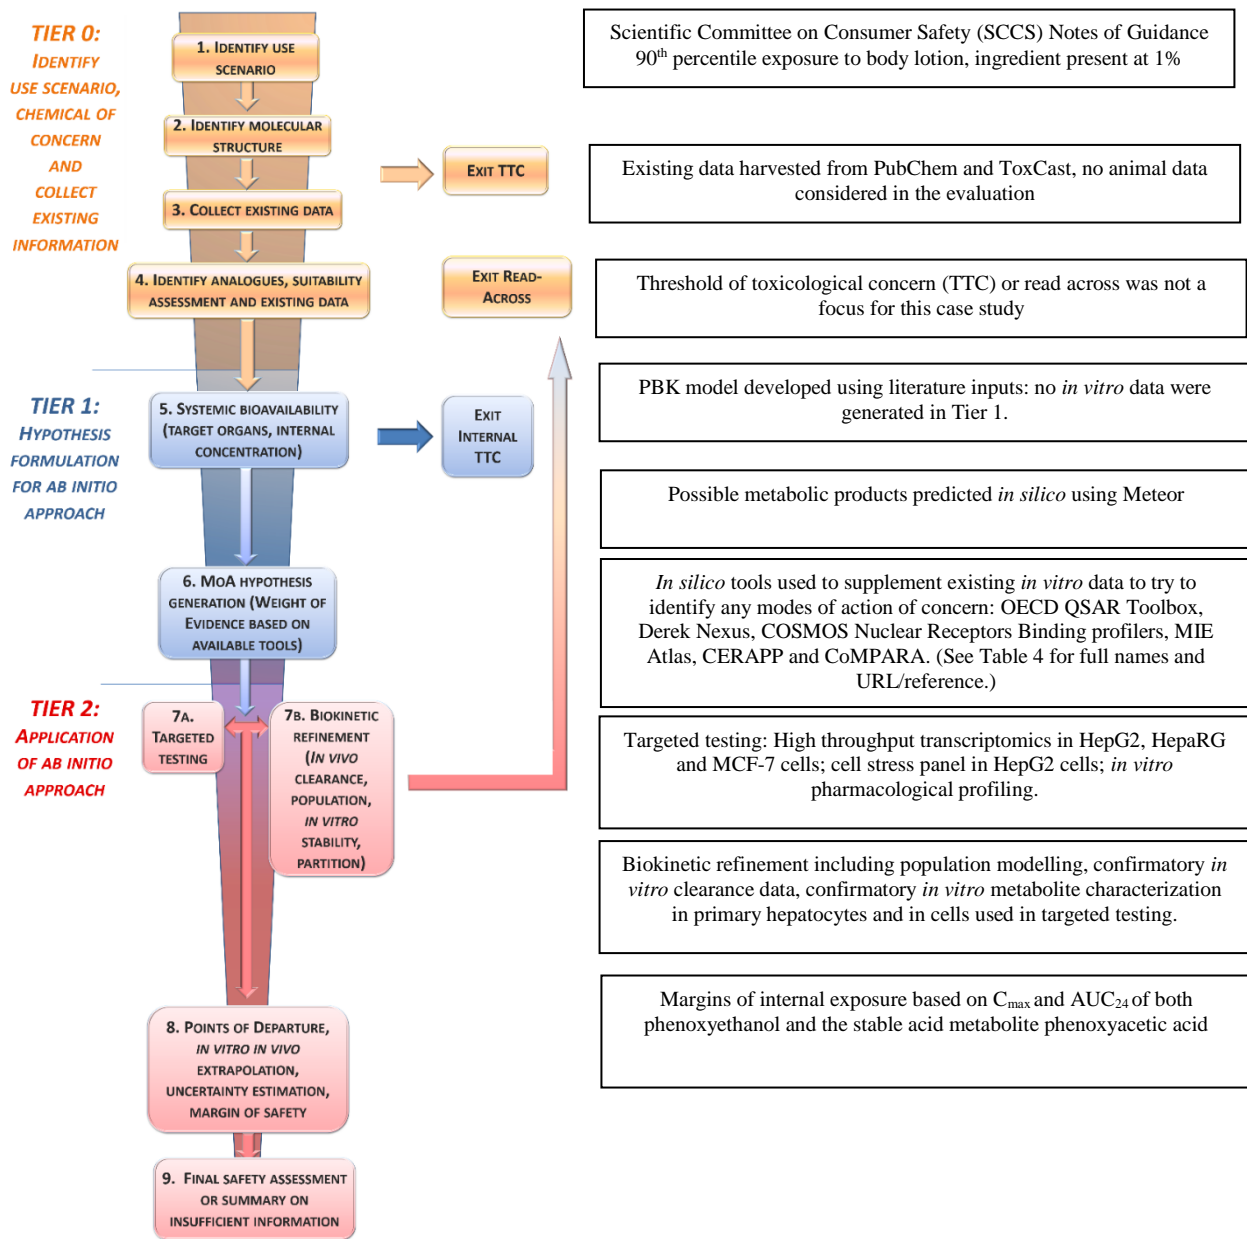 TIER 0:
IDENTIFY
USE SCENARIO,
CHEMICAL OF
CONCERN
AND
COLLECT
EXISTING
INFORMATION
1. IDENTIFY USE
SCENARIO
2. IDENTIFY MOLECULAR
STRUCTURE
3. COLLECT EXISTING DATA
4. IDENTIFY ANALOGUES, SUITABILITY
ASSESSMENT AND EXISTING DATA
EXIT TTC
EXIT READ-
ACROSS
Scientific Committee on Consumer Safety (SCCS) Notes of Guidance
90th percentile exposure to body lotion, ingredient present at 1%
Existing data harvested from PubChem and ToxCast, no animal data
considered in the evaluation
Threshold of toxicological concern (TTC) or read across was not a
focus for this case study
TIER 1:
HYPOTHESIS
FORMULATION
FOR AB INITIO
APPROACH
5. SYSTEMIC BIOAVAILABILITY
(TARGET ORGANS, INTERNAL
CONCENTRATION)
EXIT
INTERNAL
TTC
6. MOA HYPOTHESIS
GENERATION (WEIGHT OF
EVIDENCE BASED ON
AVAILABLE TOOLS)
PBK model developed using literature inputs: no in vitro data were
generated in Tier 1.
Possible metabolic products predicted in silico using Meteor
In silico tools used to supplement existing in vitro data to try to
identify any modes of action of concern: OECD QSAR Toolbox,
Derek Nexus, COSMOS Nuclear Receptors Binding profilers, MIE
Atlas, CERAPP and CoMPARA. (See Table 4 for full names and
URL/reference.)
TIER 2:
APPLICATION
OF AB INITIO
APPROACH
7A.
TARGETED
TESTING
7B. BIOKINETIC
REFINEMENT
(IN VIVO
CLEARANCE,
POPULATION,
IN VITRO
STABILITY,
PARTITION)
Targeted testing: High throughput transcriptomics in HepG2, HepaRG
and MCF-7 cells; cell stress panel in HepG2 cells; in vitro
pharmacological profiling.
Biokinetic refinement including population modelling, confirmatory in
vitro clearance data, confirmatory in vitro metabolite characterization
in primary hepatocytes and in cells used in targeted testing.
8. POINTS OF DEPARTURE,
IN VITRO IN VIVO
EXTRAPOLATION,
UNCERTAINTY ESTIMATION,
MARGIN OF SAFETY
Margins of internal exposure based on Cmax and AUC24 of both
phenoxyethanol and the stable acid metabolite phenoxyacetic acid
9. FINAL SAFETY ASSESSMENT
OR SUMMARY ON
INSUFFICIENT INFORMATION